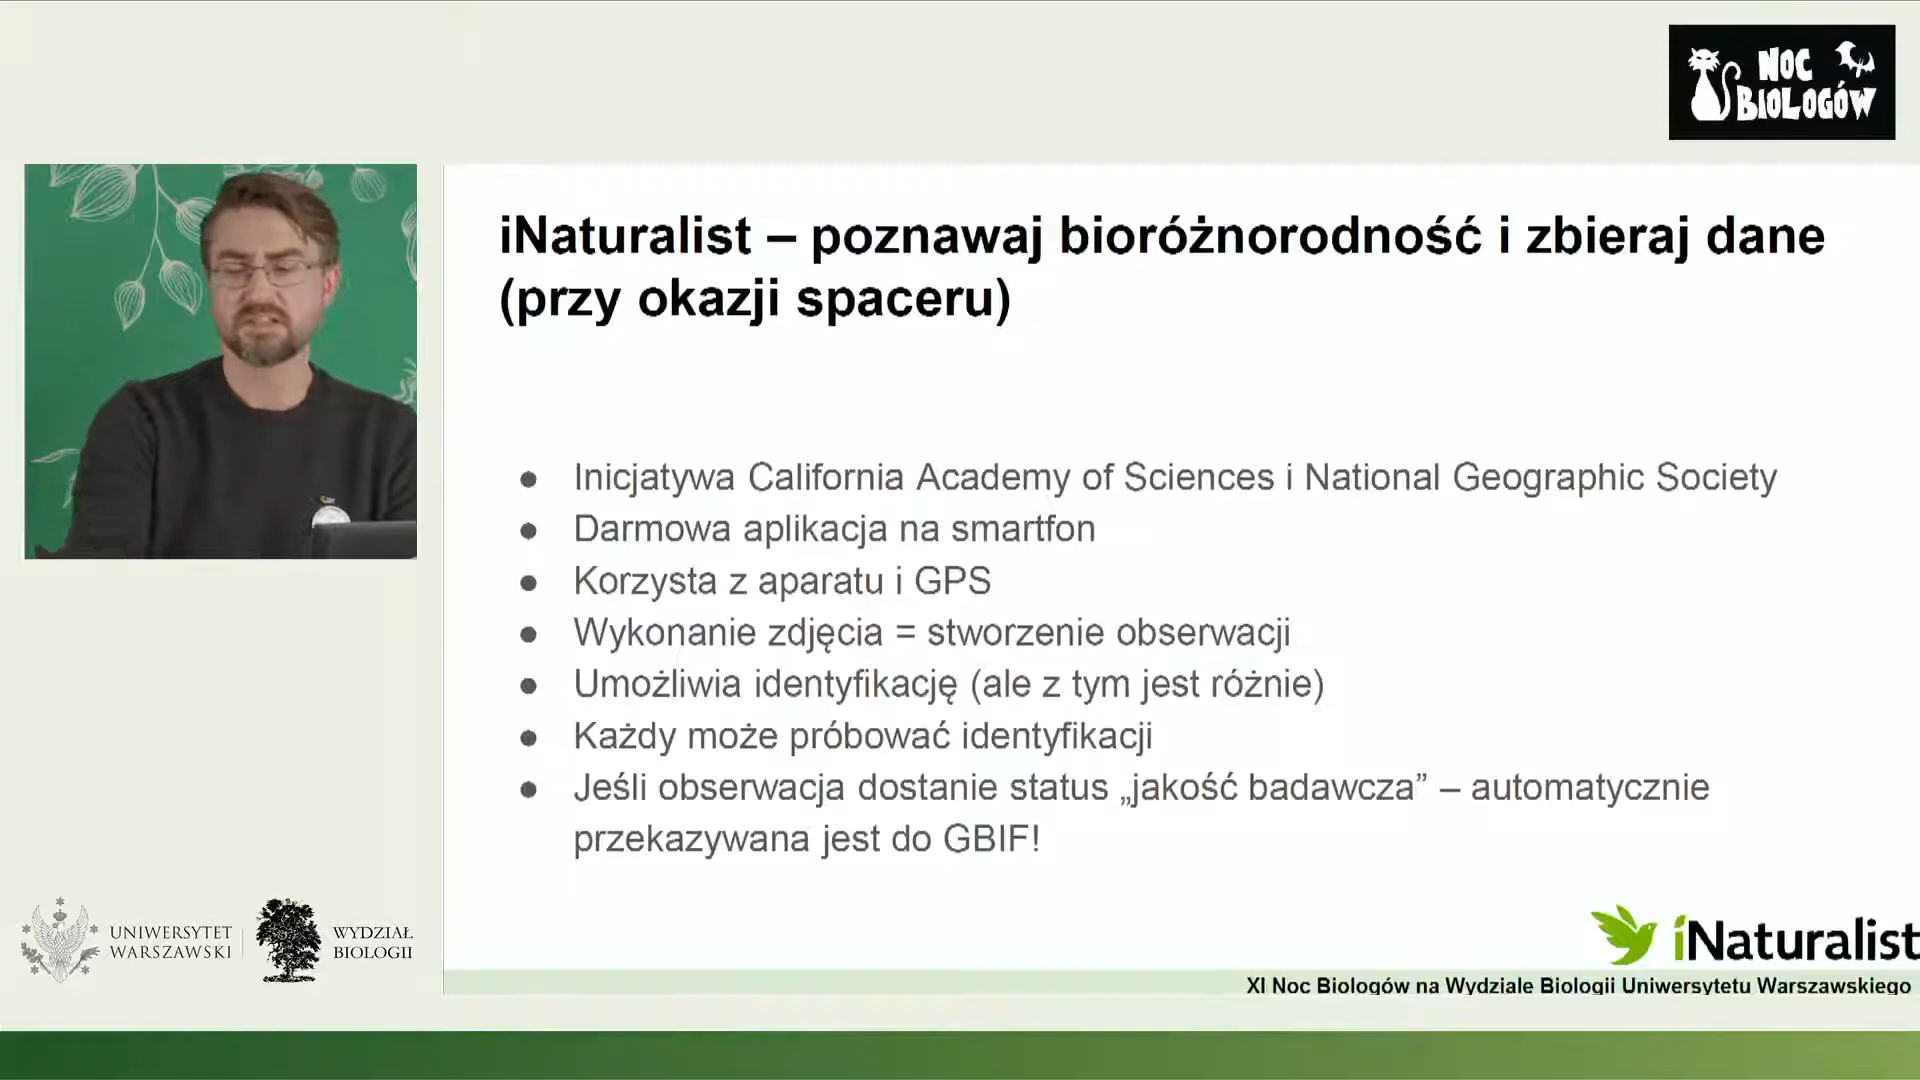 NOC
BIOLOGÓW
iNaturalist – poznawaj bioróżnorodność i zbieraj dane
(przy okazji spaceru)
● Inicjatywa California Academy of Sciences i National Geographic Society
● Darmowa aplikacja na smartfon
● Korzysta z aparatu i GPS
● Wykonanie zdjęcia = stworzenie obserwacji
● Umożliwia identyfikację (ale z tym jest różnie)
● Każdy może próbować identyfikacji
● Jeśli obserwacja dostanie status „jakość badawcza” – automatycznie
przekazywana jest do GBIF!
UNIWERSYTET
WARSZAWSKI
WYDZIAŁ
BIOLOGII
iNaturalist
XI Noc Biologów na Wydziale Biologii Uniwersytetu Warszawskiego